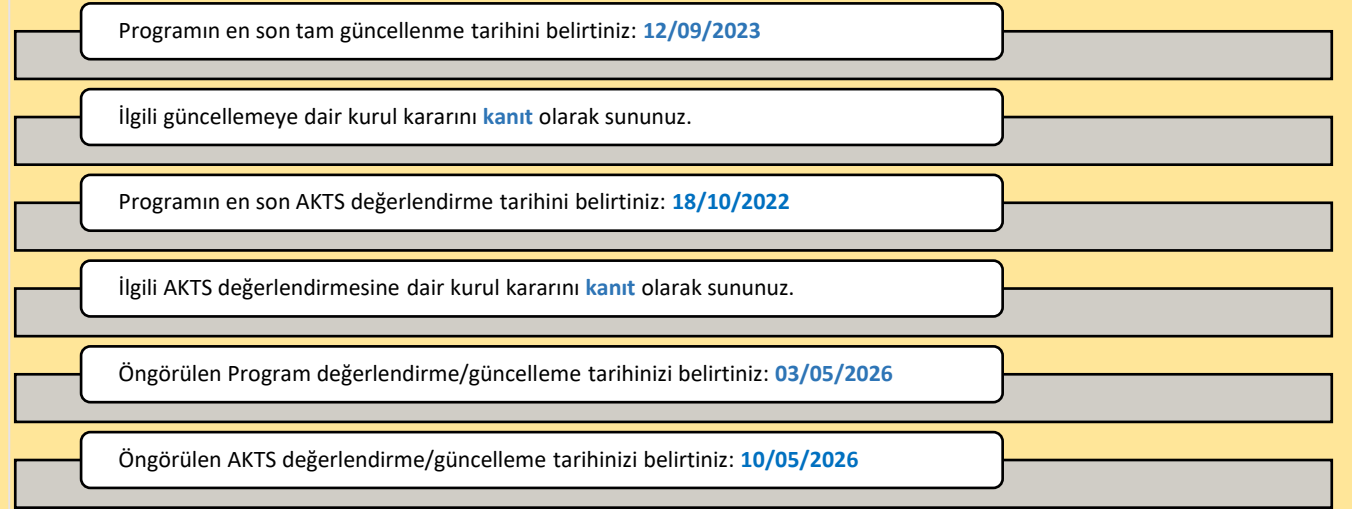 Programın en son tam güncellenme tarihini belirtiniz: 12/09/2023
İlgili güncellemeye dair kurul kararını kanıt olarak sununuz.
Programın en son AKTS değerlendirme tarihini belirtiniz: 18/10/2022
İlgili AKTS değerlendirmesine dair kurul kararını kanıt olarak sununuz.
Öngörülen Program değerlendirme/güncelleme tarihinizi belirtiniz: 03/05/2026
Öngörülen AKTS değerlendirme/güncelleme tarihinizi belirtiniz: 10/05/2026